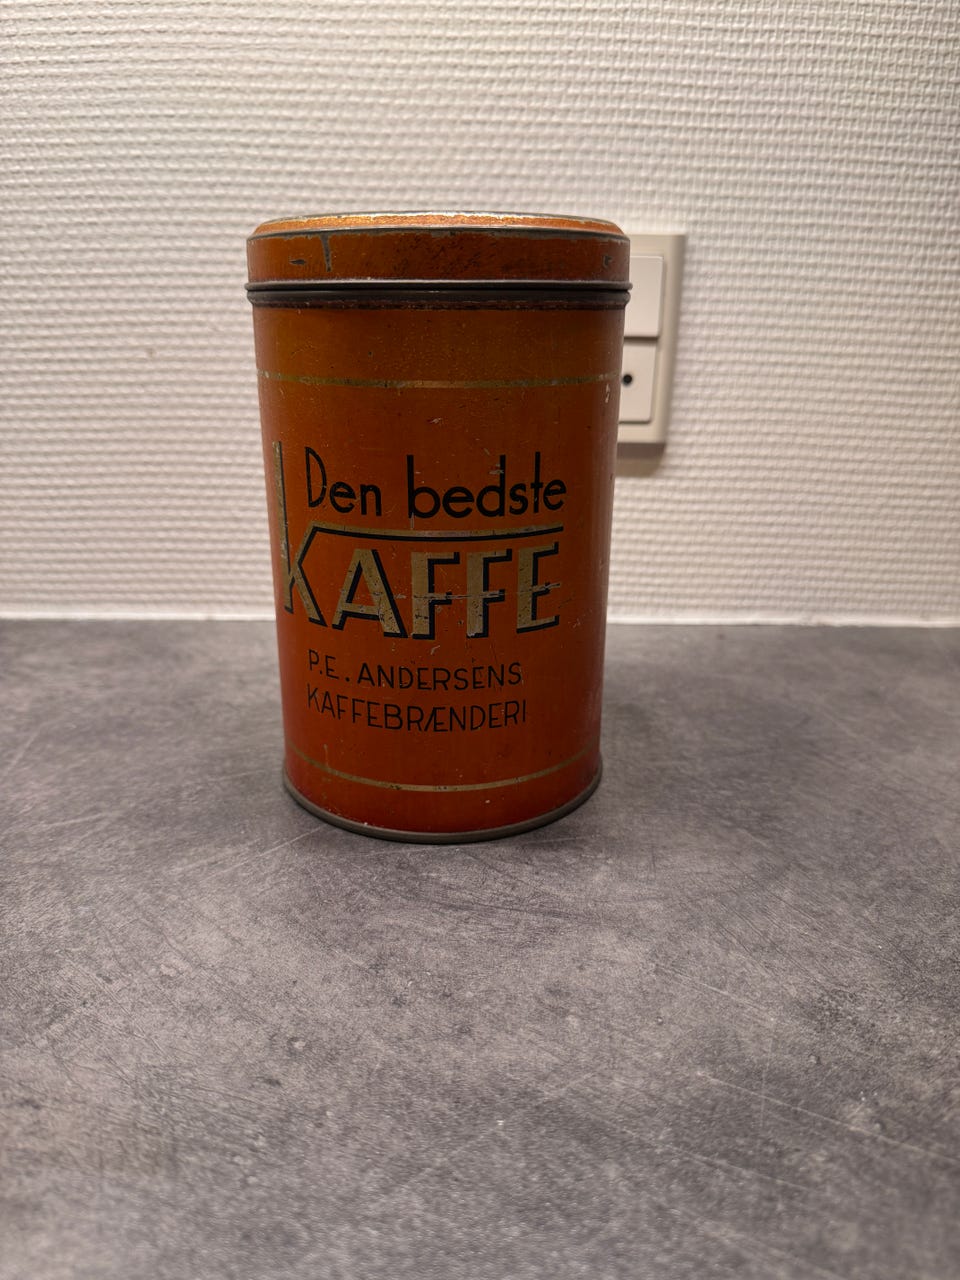 Den bedste
KAFFE
P.E. ANDERSENS
KAFFEBRÆNDERI